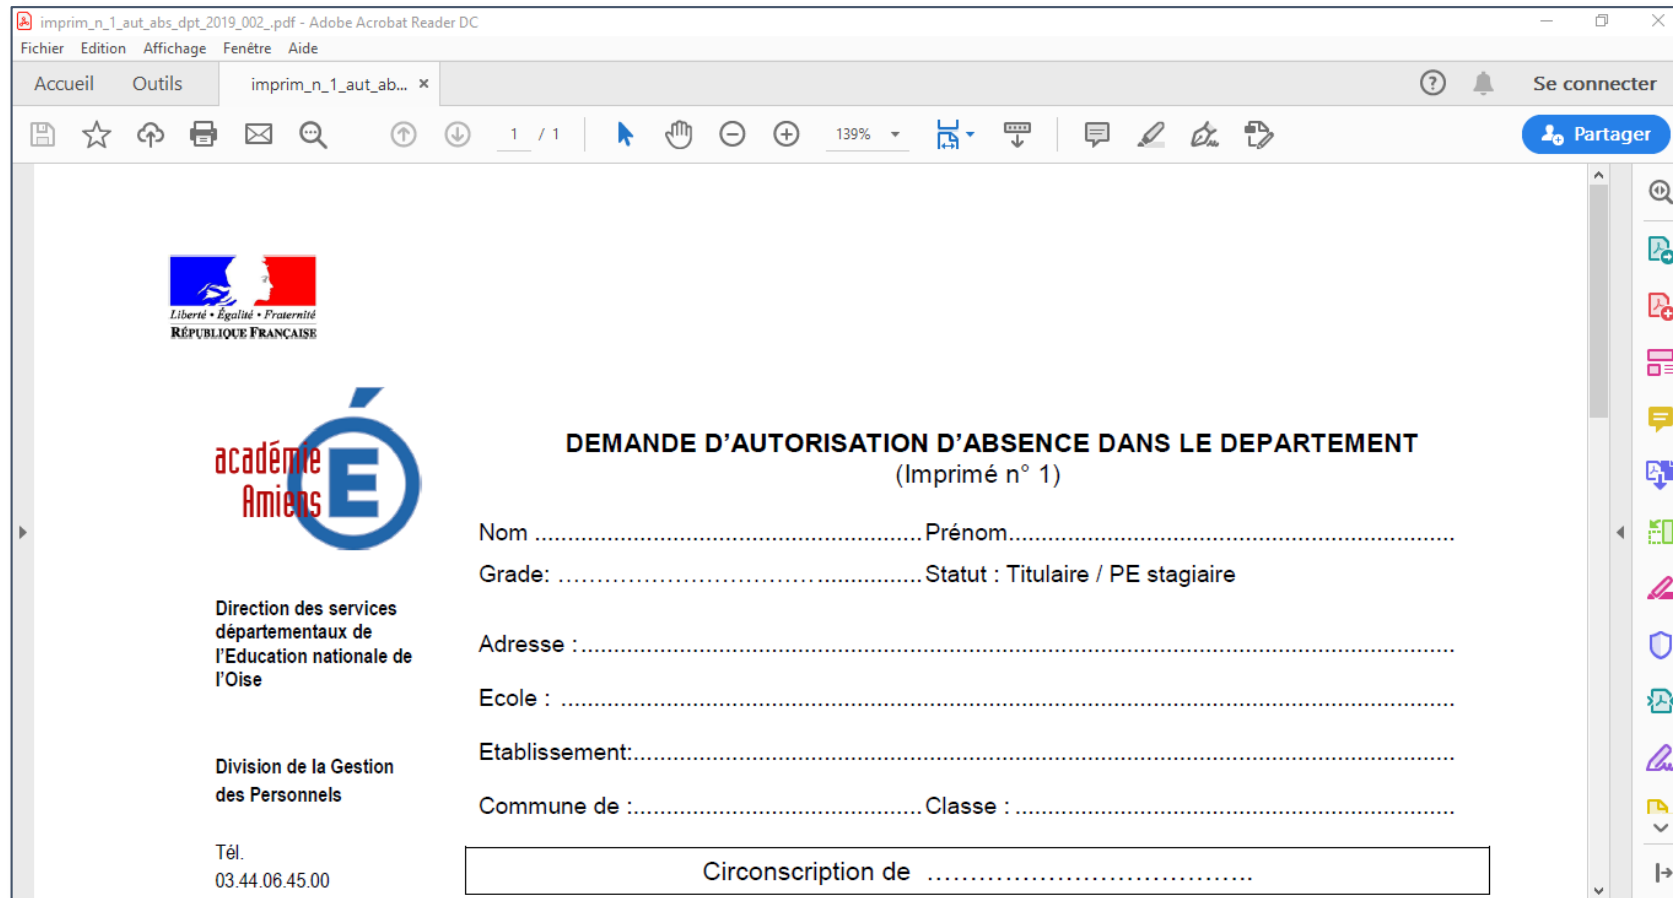 imprim_n_1_aut_abs_dpt_2019_002_.pdf - Adobe Acrobat Reader DC
Fichier Edition Affichage Fenêtre Aide
Accueil Outils imprim_n_1_aut_ab... × Se connecter
1 / 1 139% Partager
Liberté • Égalité • Fraternité
RÉPUBLIQUE FRANÇAISE
académie
Amiens
É
DEMANDE D’AUTORISATION D’ABSENCE DANS LE DEPARTEMENT
(Imprimé n° 1)
Nom ..........................................................Prénom...................................................................
Grade: ………………………………...............Statut : Titulaire / PE stagiaire
Adresse :...................................................................................................................................
Ecole : ......................................................................................................................................
Etablissement:...........................................................................................................................
Commune de :...........................................Classe : ..................................................................
Circonscription de ……………………………..
Direction des services
départementaux de
l’Education nationale de
l’Oise
Division de la Gestion
des Personnels
Tél.
03.44.06.45.00